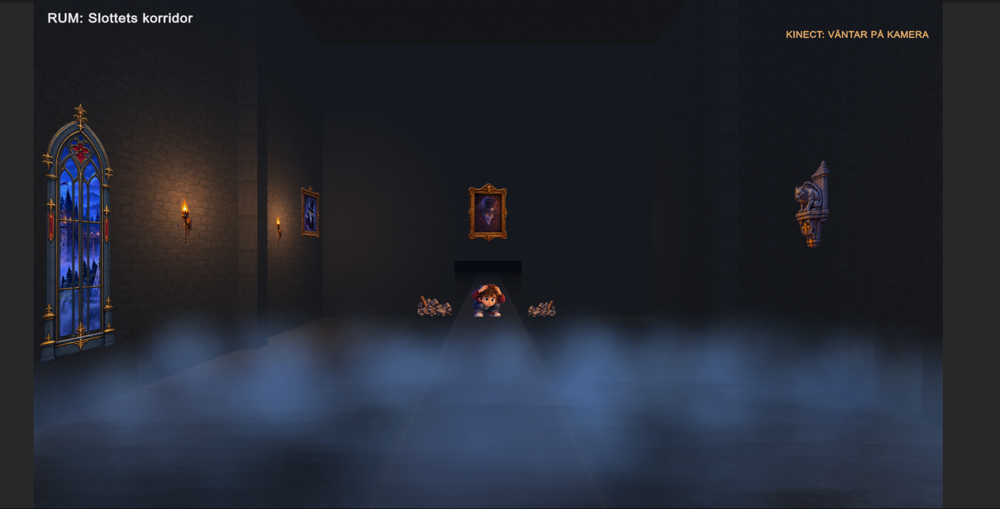 RUM: Slottets korridor
KINECT: VÄNTAR PÅ KAMERA